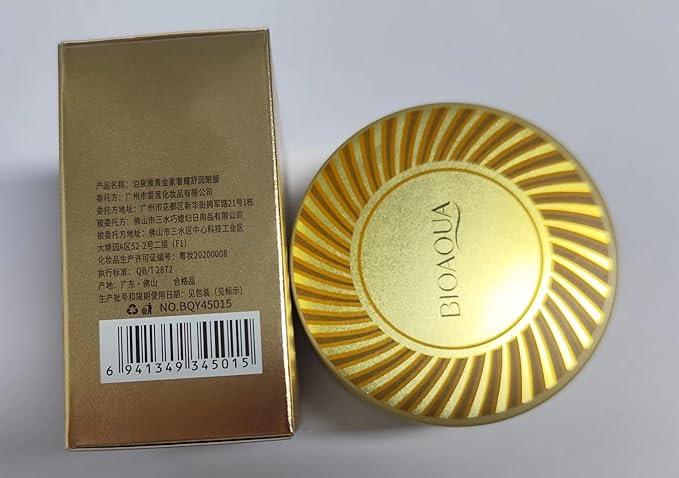 产品名称：泊泉雅黄金素奢耀舒润眼膜
委托方：广州市爱莲化妆品有限公司
委托方地址：广州市花都区新华街拥军路21号1栋
被委托方：佛山市三水巧媳妇日用品有限公司
被委托方地址：佛山市三水区中心科技工业区
大塘园A区52-2号二层（F1）
化妆品生产许可证编号：粤妆20200008
执行标准：QB/T 2872
产地：广东·佛山 合格品
生产批号和限期使用日期：见包装（见标示）
NO.BQY45015
6 941349 345015
BIOAQUA